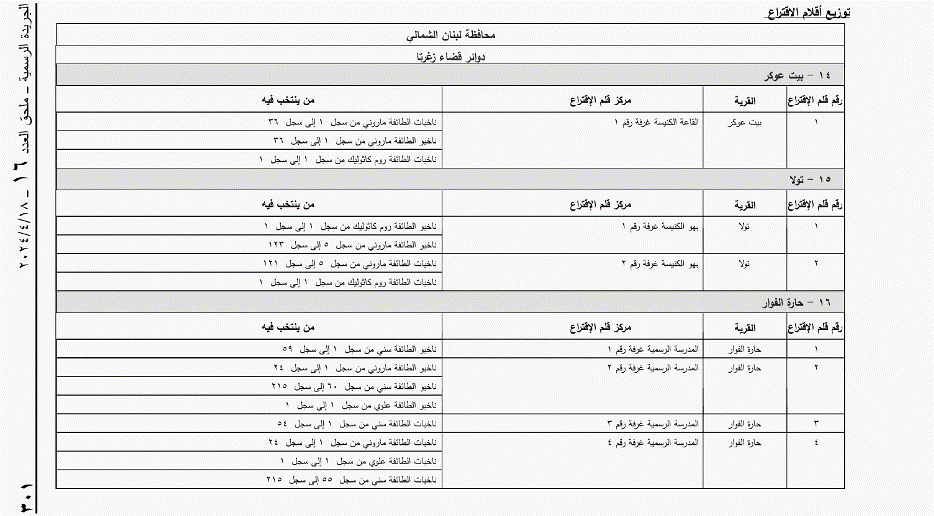 توزيع أقلام الاقتراع
الجريدة الرسمية – ملحق العدد ١٦ – ٢٠٢٤/٤/١٨
محافظة لبنان الشمالي
دوائر قضاء زغرتا
١٤ - بيت عوكر
رقم قلم الإقتراع القرية مركز قلم الإقتراع من ينتخب فيه
١ بيت عوكر القاعة الكنيسة غرفة رقم ١ ناخبات الطائفة ماروني من سجل ١ إلى سجل ٣٦
ناخبو الطائفة ماروني من سجل ١ إلى سجل ٣٦
ناخبات الطائفة روم كاثوليك من سجل ١ إلى سجل ١
١٥ - تولا
رقم قلم الإقتراع القرية مركز قلم الإقتراع من ينتخب فيه
١ تولا بهو الكنيسة غرفة رقم ١ ناخبو الطائفة روم كاثوليك من سجل ١ إلى سجل ١
ناخبو الطائفة ماروني من سجل ٥ إلى سجل ١٢٣
٢ تولا بهو الكنيسة غرفة رقم ٢ ناخبات الطائفة ماروني من سجل ٥ إلى سجل ١٢١
ناخبات الطائفة روم كاثوليك من سجل ١ إلى سجل ١
١٦ - حارة الفوار
رقم قلم الإقتراع القرية مركز قلم الإقتراع من ينتخب فيه
١ حارة الفوار المدرسة الرسمية غرفة رقم ١ ناخبو الطائفة سني من سجل ١ إلى سجل ٥٩
٢ حارة الفوار المدرسة الرسمية غرفة رقم ٢ ناخبو الطائفة ماروني من سجل ١ إلى سجل ٢٤
ناخبو الطائفة سني من سجل ٦٠ إلى سجل ٢١٥
ناخبو الطائفة علوي من سجل ١ إلى سجل ١
٣ حارة الفوار المدرسة الرسمية غرفة رقم ٣ ناخبات الطائفة سني من سجل ١ إلى سجل ٥٤
٤ حارة الفوار المدرسة الرسمية غرفة رقم ٤ ناخبات الطائفة ماروني من سجل ١ إلى سجل ٢٤
ناخبات الطائفة علوي من سجل ١ إلى سجل ١
ناخبات الطائفة سني من سجل ٥٥ إلى سجل ٢١٥
٣٠١